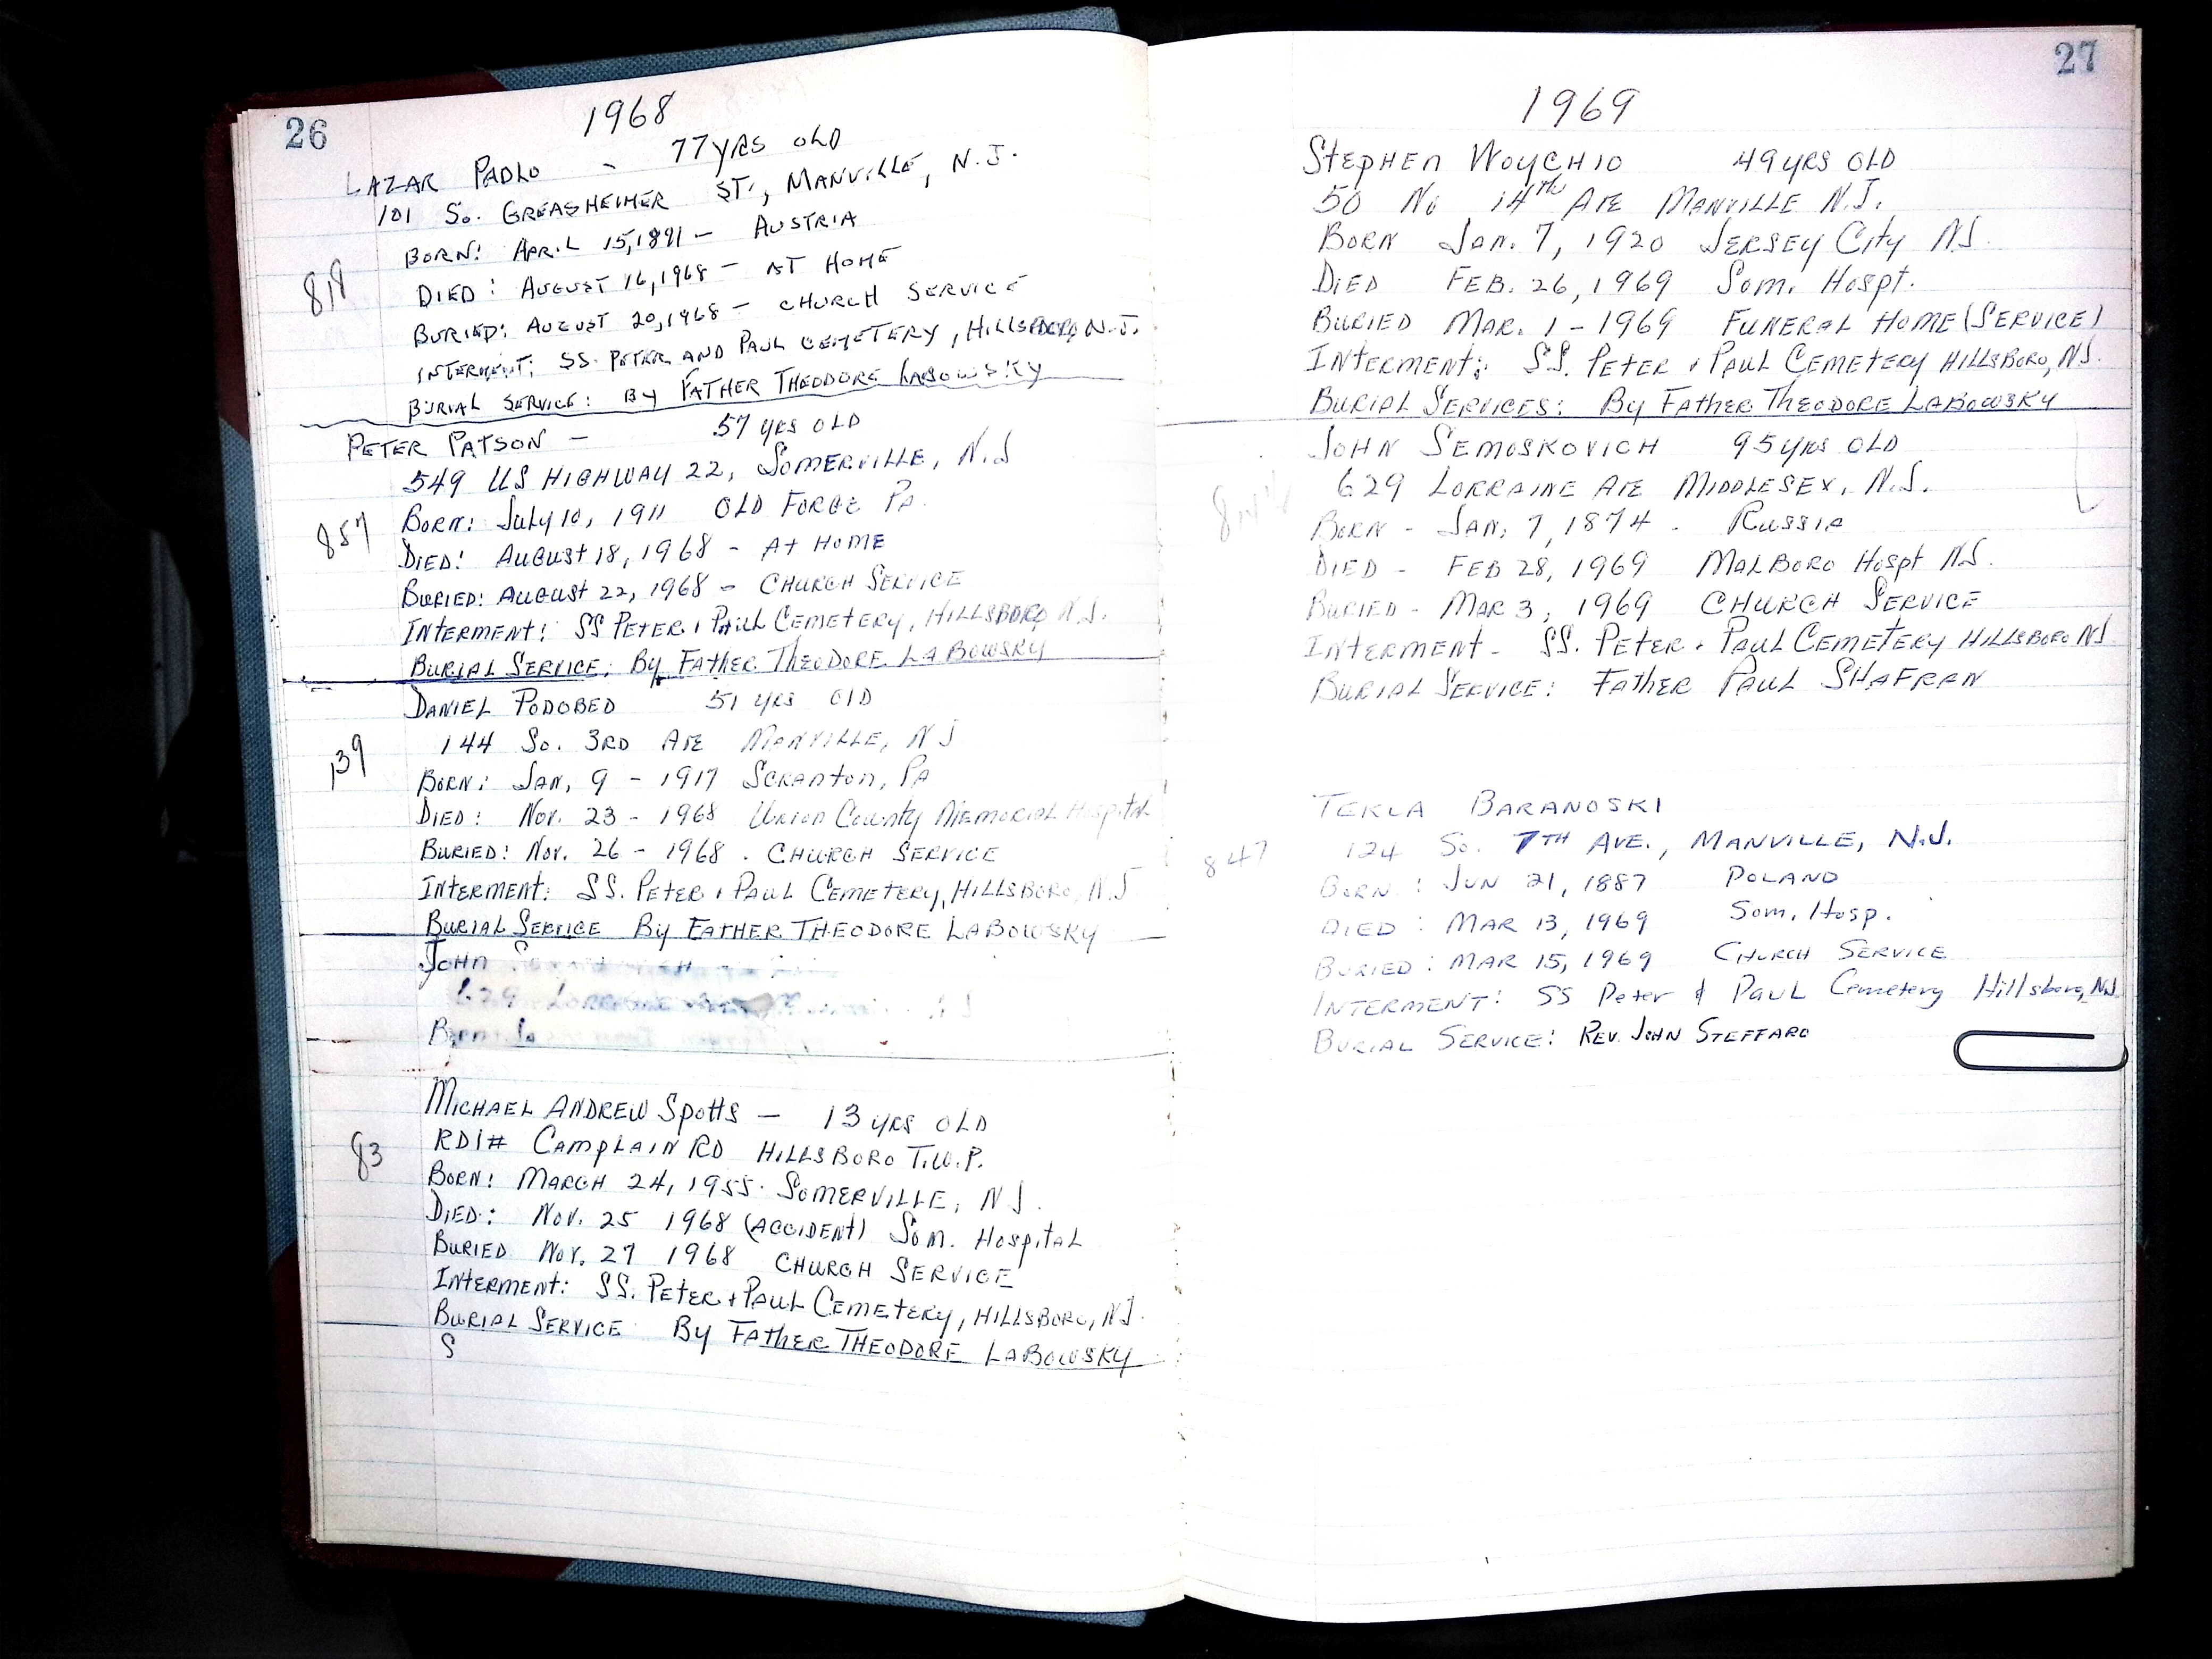 26
1968
LAZAR PADLO - 77 YRS OLD
101 So. GREASHEIMER ST., MANVILLE, N.J.
BORN: APRIL 15, 1891 - AUSTRIA
818
DIED: AUGUST 16, 1968 - AT HOME
BURIED: AUGUST 20, 1968 - CHURCH SERVICE
INTERMENT: SS. PETER AND PAUL CEMETERY, HILLSBORO, N.J.
BURIAL SERVICE: BY FATHER THEODORE LABOWSKY
PETER PATSON - 57 YRS OLD
549 US HIGHWAY 22, SOMERVILLE, N.J
857
BORN: JULY 10, 1911 OLD FORGE PA.
DIED: AUGUST 18, 1968 - At HOME
BURIED: AUGUST 22, 1968 - CHURCH SERVICE
INTERMENT: SS PETER + PAUL CEMETERY, HILLSBORO, N.J.
BURIAL SERVICE: By FATHER THEODORE LABOWSKY
DANIEL PODOBED 51 YRS OLD
139
144 So. 3RD AVE MANVILLE, NJ
BORN: JAN. 9 - 1917 SCRANTON, PA
DIED: NOV. 23 - 1968 UNION COUNTY MEMORIAL HOSPITAL
BURIED: NOV. 26 - 1968. CHURCH SERVICE
INTERMENT: SS. PETER + PAUL CEMETERY, HILLSBORO, N.J
BURIAL SERVICE By FATHER THEODORE LABOWSKY
JOHN
629
MICHAEL ANDREW SPOTTS - 13 YRS OLD
83
RD1# CAMPLAIN RD HILLSBORO T.W.P.
BORN: MARCH 24, 1955. SOMERVILLE, NJ.
DIED: NOV. 25 1968 (ACCIDENT) SOM. HOSPITAL
BURIED NOV. 27 1968 CHURCH SERVICE
INTERMENT: SS. PETER + PAUL CEMETERY, HILLSBORO, NJ.
BURIAL SERVICE By FATHER THEODORE LABOWSKY
S
27
1969
STEPHEN WOYCHIO 49 YRS OLD
50 No 14th AVE MANVILLE N.J.
BORN JAN. 7, 1920 JERSEY CITY NJ.
DIED FEB. 26, 1969 SOM. HOSPT.
BURIED MAR. 1 - 1969 FUNERAL HOME (SERVICE)
INTERMENT: SS. PETER + PAUL CEMETERY HILLSBORO, NJ.
BURIAL SERVICES: By FATHER THEODORE LABOWSKY
JOHN SEMOSKOVICH 95 YRS OLD
629 LORRAINE AVE MIDDLESEX, N.J.
BORN - JAN. 7, 1874. RUSSIA
DIED - FEB 28, 1969 MALBORO HOSPT NJ.
BURIED - MAR 3, 1969 CHURCH SERVICE
INTERMENT - SS. PETER + PAUL CEMETERY HILLSBORO NJ
BURIAL SERVICE: FATHER PAUL SHAFRAN
TEKLA BARANOSKI
847
124 So. 7TH AVE., MANVILLE, N.J.
BORN: JUN 21, 1887 POLAND
DIED: MAR 13, 1969 SOM. HOSP.
BURIED: MAR 15, 1969 CHURCH SERVICE
INTERMENT: SS Peter & PAUL Cemetery Hillsboro, NJ.
BURIAL SERVICE: REV. JOHN STEFFARO